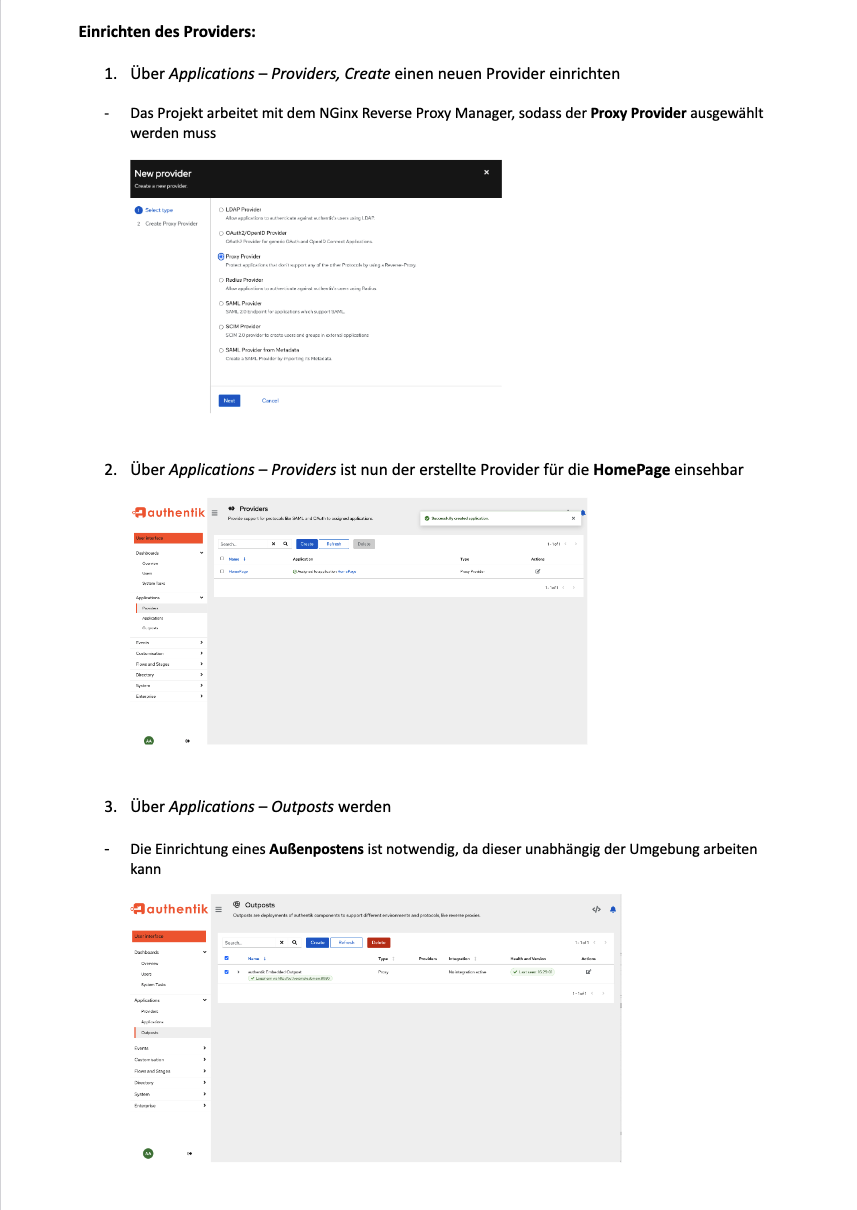 Einrichten des Providers:
1. Über Applications – Providers, Create einen neuen Provider einrichten
- Das Projekt arbeitet mit dem NGinx Reverse Proxy Manager, sodass der Proxy Provider ausgewählt
werden muss
New provider
Create a new provider.
1 Select type
2 Create Proxy Provider
LDAP Provider
Allow applications to authenticate against authentik's users using LDAP.
OAuth2/OpenID Provider
OAuth2 Provider for generic OAuth and OpenID Connect Applications.
Proxy Provider
Protect applications that don't support any of the other Protocols by using a Reverse-Proxy.
Radius Provider
Allow applications to authenticate against authentik's users using Radius.
SAML Provider
SAML 2.0 Endpoint for applications which support SAML.
SCIM Provider
SCIM 2.0 provider to create users and groups in external applications
SAML Provider from Metadata
Create a SAML Provider by importing its Metadata.
Next Cancel
2. Über Applications – Providers ist nun der erstellte Provider für die HomePage einsehbar
authentik
Providers
Provide support for protocols like SAML and OAuth to assigned applications.
Successfully created application.
User interface
Dashboards
Overview
Users
System Tasks
Applications
Providers
Applications
Outposts
Events
Customisation
Flows and Stages
Directory
System
Enterprise
AA
Search...
Create Refresh Delete
1 - 1 of 1
Name Application Type Actions
HomePage Assigned to application HomePage Proxy Provider
1 - 1 of 1
3. Über Applications – Outposts werden
- Die Einrichtung eines Außenpostens ist notwendig, da dieser unabhängig der Umgebung arbeiten
kann
authentik
Outposts
Outposts are deployments of authentik components to support different environments and protocols, like reverse proxies.
User interface
Dashboards
Overview
Users
System Tasks
Applications
Providers
Applications
Outposts
Events
Customisation
Flows and Stages
Directory
System
Enterprise
AA
Search...
Create Refresh Delete
1 - 1 of 1
Name Type Providers Integration Health and Version Actions
authentik Embedded Outpost Proxy No integration active Last seen:
1 - 1 of 1